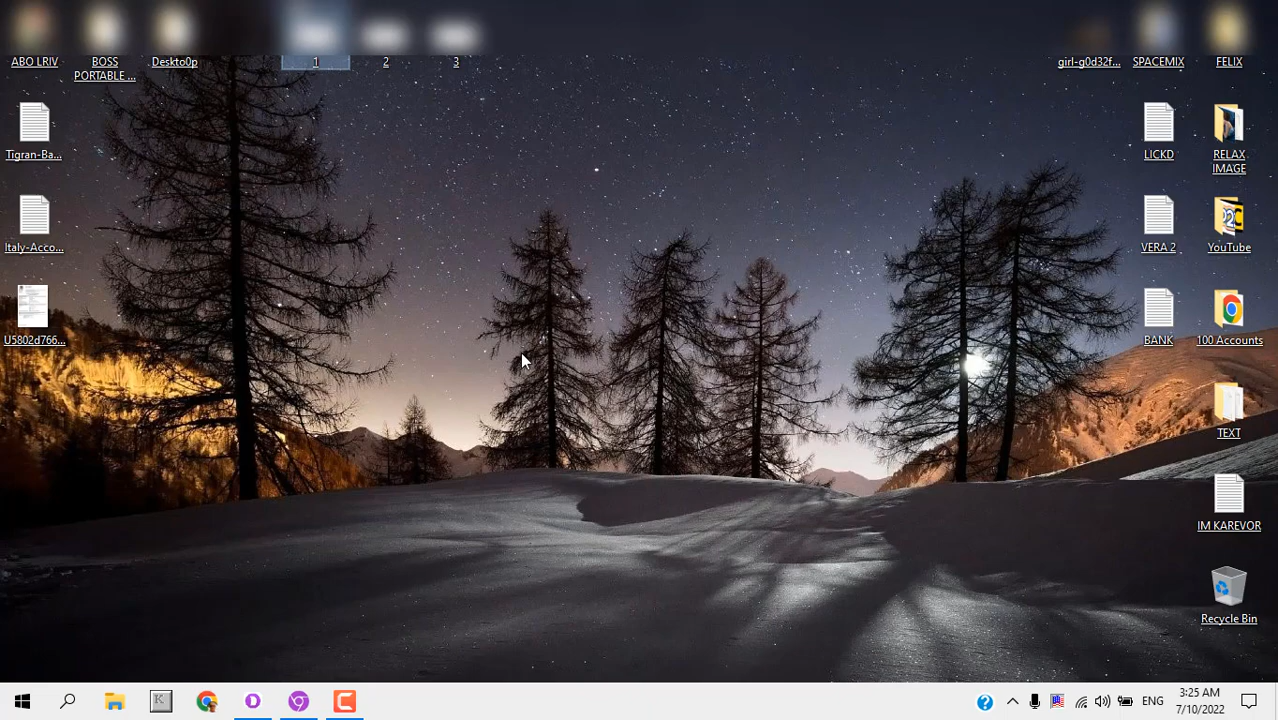 ABO LRIV
BOSS
PORTABLE ...
Deskto0p
1
2
3
girl-g0d32f...
SPACEMIX
FELIX
Tigran-Ba...
LICKD
RELAX
IMAGE
Italy-Acco...
VERA 2
YouTube
U5802d766...
BANK
100 Accounts
TEXT
IM KAREVOR
Recycle Bin
ENG
3:25 AM
7/10/2022